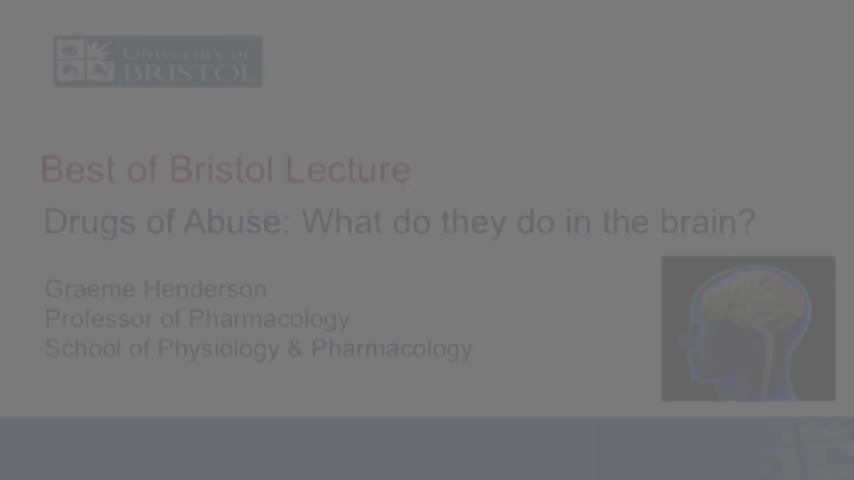 University of
BRISTOL
Best of Bristol Lecture
Drugs of Abuse: What do they do in the brain?
Graeme Henderson
Professor of Pharmacology
School of Physiology & Pharmacology